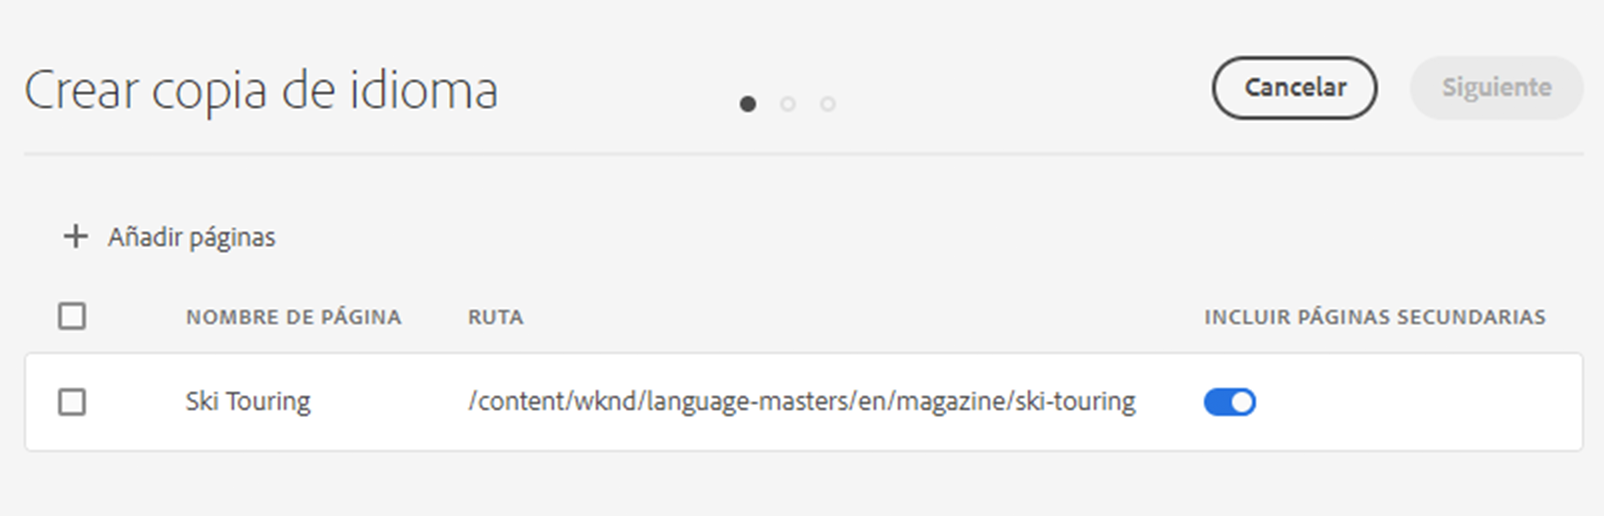 Crear copia de idioma
Cancelar
Siguiente
Añadir páginas
NOMBRE DE PÁGINA RUTA INCLUIR PÁGINAS SECUNDARIAS
Ski Touring /content/wknd/language-masters/en/magazine/ski-touring